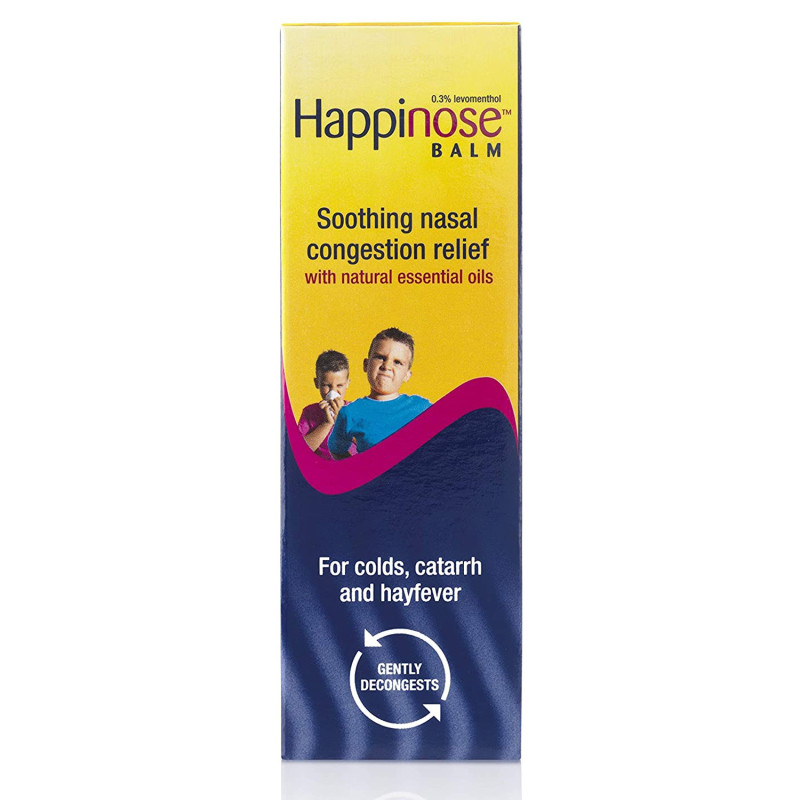 0.3% levomenthol
Happinose™
BALM
Soothing nasal
congestion relief
with natural essential oils
For colds, catarrh
and hayfever
GENTLY
DECONGESTS